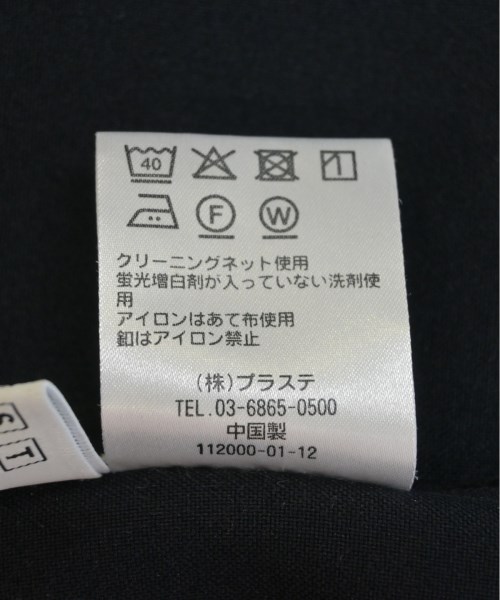 40
F W
クリーニングネット使用
蛍光増白剤が入っていない洗剤使
用
アイロンはあて布使用
釦はアイロン禁止
(株)プラステ
TEL.03-6865-0500
中国製
112000-01-12
S T